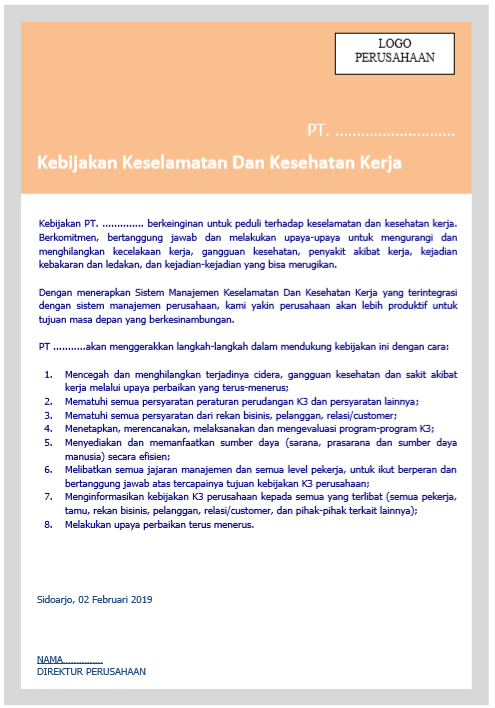 LOGO
PERUSAHAAN
PT. ............................
Kebijakan Keselamatan Dan Kesehatan Kerja
Kebijakan PT. .............. berkeinginan untuk peduli terhadap keselamatan dan kesehatan kerja.
Berkomitmen, bertanggung jawab dan melakukan upaya-upaya untuk mengurangi dan
menghilangkan kecelakaan kerja, gangguan kesehatan, penyakit akibat kerja, kejadian
kebakaran dan ledakan, dan kejadian-kejadian yang bisa merugikan.
Dengan menerapkan Sistem Manajemen Keselamatan Dan Kesehatan Kerja yang terintegrasi
dengan sistem manajemen perusahaan, kami yakin perusahaan akan lebih produktif untuk
tujuan masa depan yang berkesinambungan.
PT ...........akan menggerakkan langkah-langkah dalam mendukung kebijakan ini dengan cara:
1. Mencegah dan menghilangkan terjadinya cidera, gangguan kesehatan dan sakit akibat
kerja melalui upaya perbaikan yang terus-menerus;
2. Mematuhi semua persyaratan peraturan perudangan K3 dan persyaratan lainnya;
3. Mematuhi semua persyaratan dari rekan bisinis, pelanggan, relasi/customer;
4. Menetapkan, merencanakan, melaksanakan dan mengevaluasi program-program K3;
5. Menyediakan dan memanfaatkan sumber daya (sarana, prasarana dan sumber daya
manusia) secara efisien;
6. Melibatkan semua jajaran manajemen dan semua level pekerja, untuk ikut berperan dan
bertanggung jawab atas tercapainya tujuan kebijakan K3 perusahaan;
7. Menginformasikan kebijakan K3 perusahaan kepada semua yang terlibat (semua pekerja,
tamu, rekan bisinis, pelanggan, relasi/customer, dan pihak-pihak terkait lainnya);
8. Melakukan upaya perbaikan terus menerus.
Sidoarjo, 02 Februari 2019
NAMA...............
DIREKTUR PERUSAHAAN